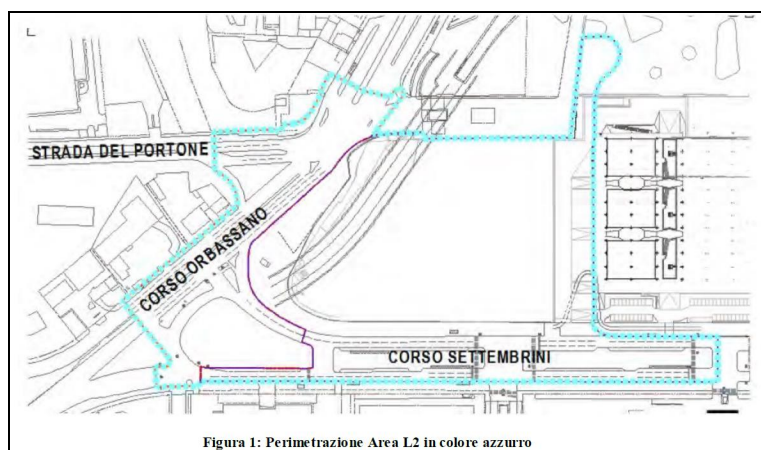 STRADA DEL PORTONE
CORSO ORBASSANO
CORSO SETTEMBRINI
Figura 1: Perimetrazione Area L2 in colore azzurro